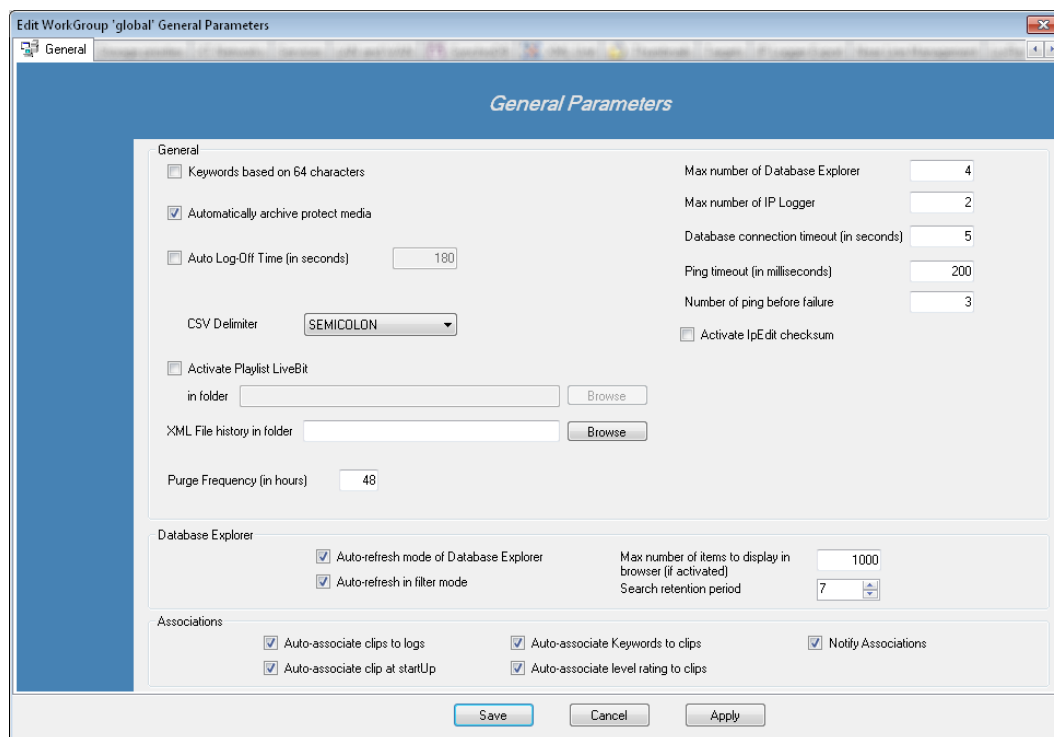 Edit WorkGroup 'global' General Parameters
General
General Parameters
General
Keywords based on 64 characters
Automatically archive protect media
Auto Log-Off Time (in seconds) 180
CSV Delimiter SEMICOLON
Activate Playlist LiveBit
in folder Browse
XML File history in folder Browse
Purge Frequency (in hours) 48
Max number of Database Explorer 4
Max number of IP Logger 2
Database connection timeout (in seconds) 5
Ping timeout (in milliseconds) 200
Number of ping before failure 3
Activate IpEdit checksum
Database Explorer
Auto-refresh mode of Database Explorer
Auto-refresh in filter mode
Max number of items to display in
browser (if activated) 1000
Search retention period 7
Associations
Auto-associate clips to logs
Auto-associate Keywords to clips
Notify Associations
Auto-associate clip at startUp
Auto-associate level rating to clips
Save Cancel Apply